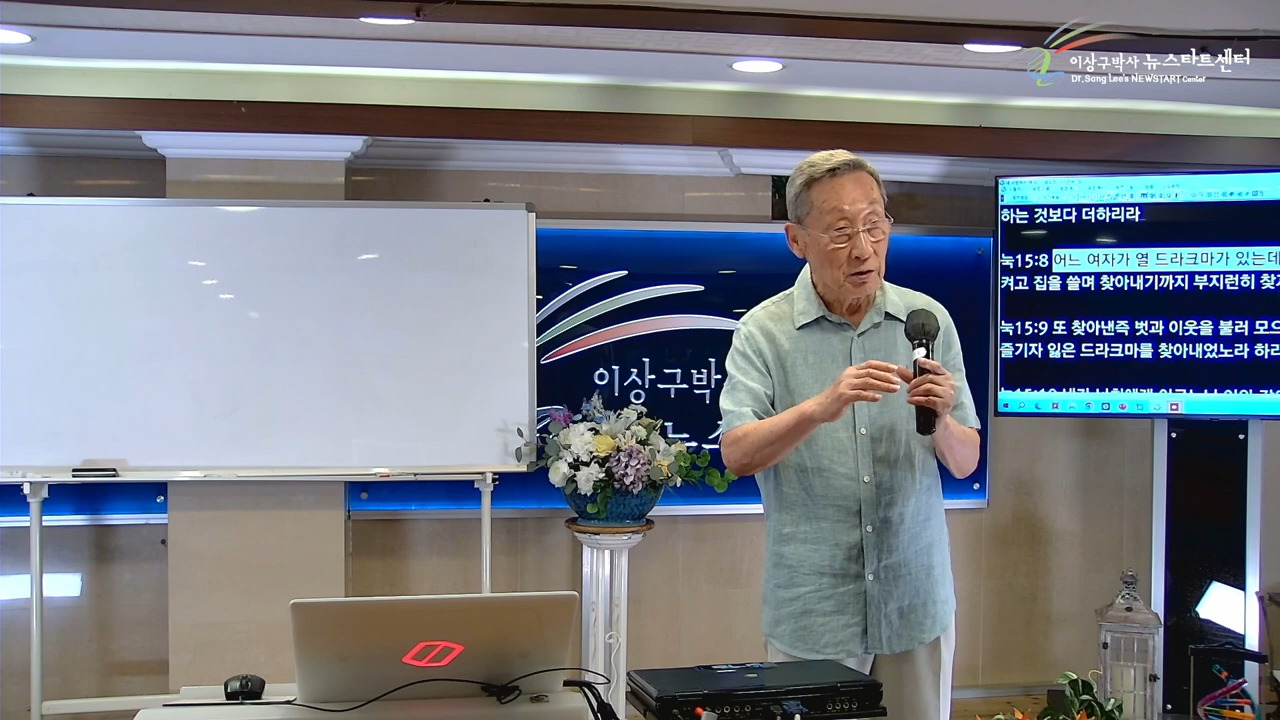 이상구박사 뉴스타트센터
Dr. Sang Lee's NEWSTART Center
하는 것보다 더하리라
눅15:8 어느 여자가 열 드라크마가 있는데
켜고 집을 쓸며 찾아내기까지 부지런히 찾
눅15:9 또 찾아낸즉 벗과 이웃을 불러 모으
즐기자 잃은 드라크마를 찾아내었노라 하리
이상구박